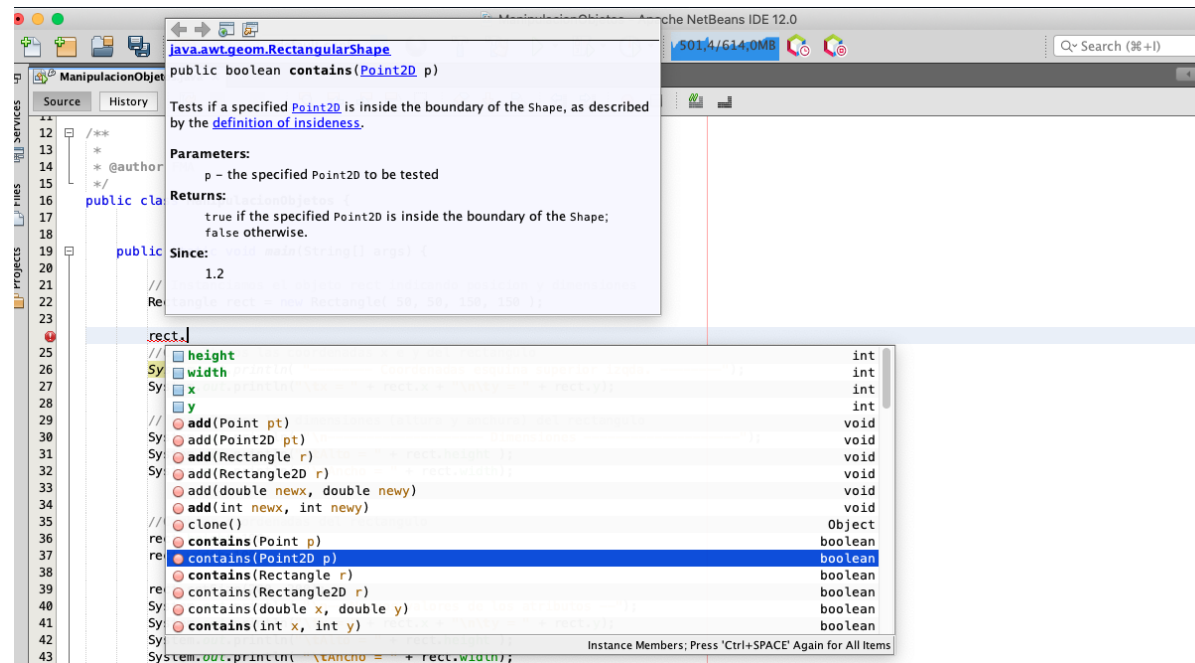 ManipulacionObjetos - Apache NetBeans IDE 12.0
501,4/614,0MB
Search (⌘+I)
ManipulacionObjet
Source History
Services
Files
Projects
java.awt.geom.RectangularShape
public boolean contains(Point2D p)
Tests if a specified Point2D is inside the boundary of the Shape, as described
by the definition of insideness.
Parameters:
p – the specified Point2D to be tested
Returns:
true if the specified Point2D is inside the boundary of the Shape;
false otherwise.
Since:
1.2
11
12 /**
13 *
14 * @author
15 */
16 public cla
17
18
19 public
20
21 //
22 Rectangle rect = new Rectangle( 50, 50, 150, 150 );
23
rect.
25 //
26 Sy
27 Sy
28
29 //
30 Sy
31 Sy
32 Sy
33
34
35 //
36 re
37 re
38
39 re
40 Sy
41 Sy
42 Sy
43 System.out.println( "\tAncho = " + rect.width);
height int
width int
x int
y int
add(Point pt) void
add(Point2D pt) void
add(Rectangle r) void
add(Rectangle2D r) void
add(double newx, double newy) void
add(int newx, int newy) void
clone() Object
contains(Point p) boolean
contains(Point2D p) boolean
contains(Rectangle r) boolean
contains(Rectangle2D r) boolean
contains(double x, double y) boolean
contains(int x, int y) boolean
Instance Members; Press 'Ctrl+SPACE' Again for All Items